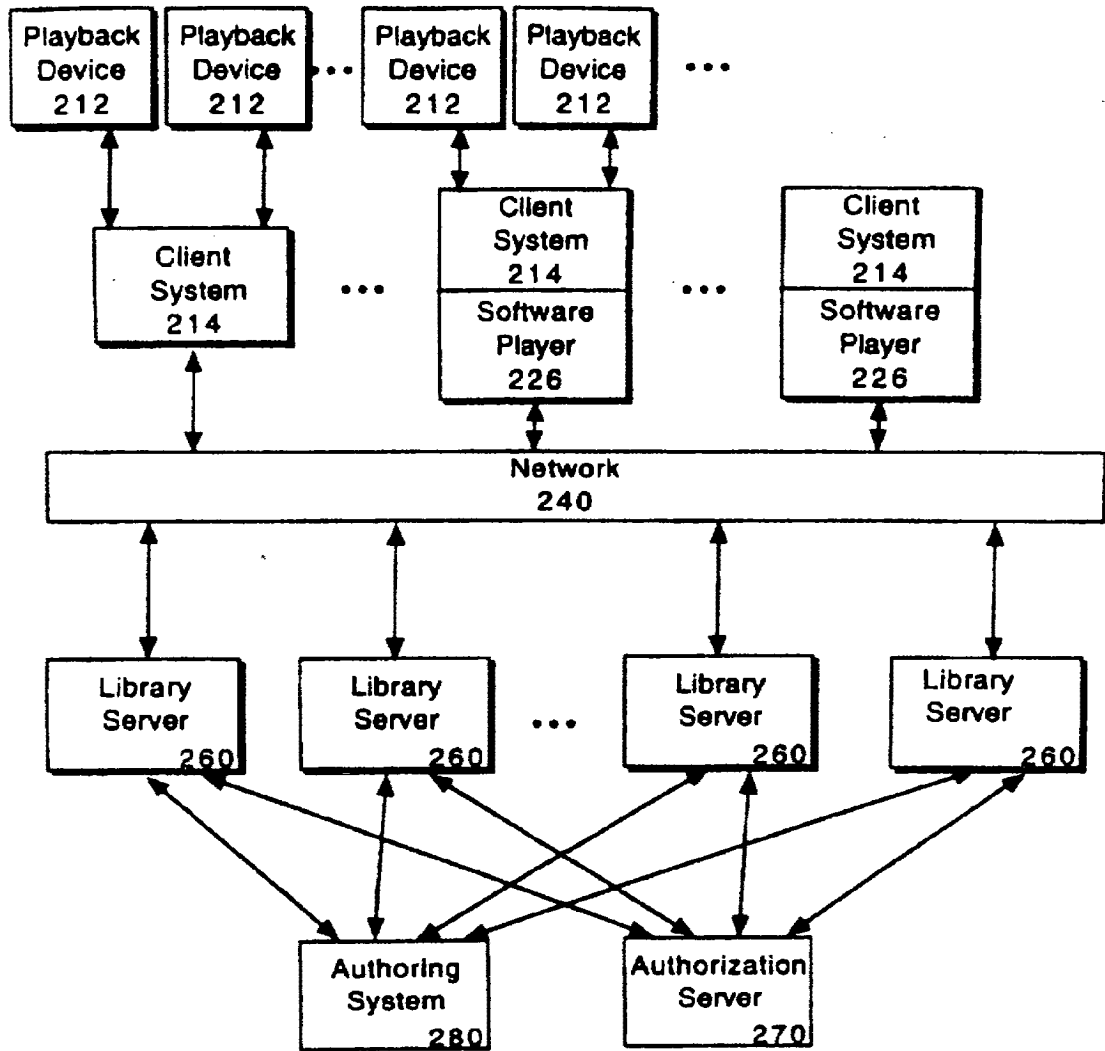 Playback
Device
212
Playback
Device
212
...
Playback
Device
212
Playback
Device
212
...
Client
System
214
...
Client
System
214
Software
Player
226
...
Client
System
214
Software
Player
226
Network
240
Library
Server
260
Library
Server
260
...
Library
Server
260
Library
Server
260
Authoring
System
280
Authorization
Server
270